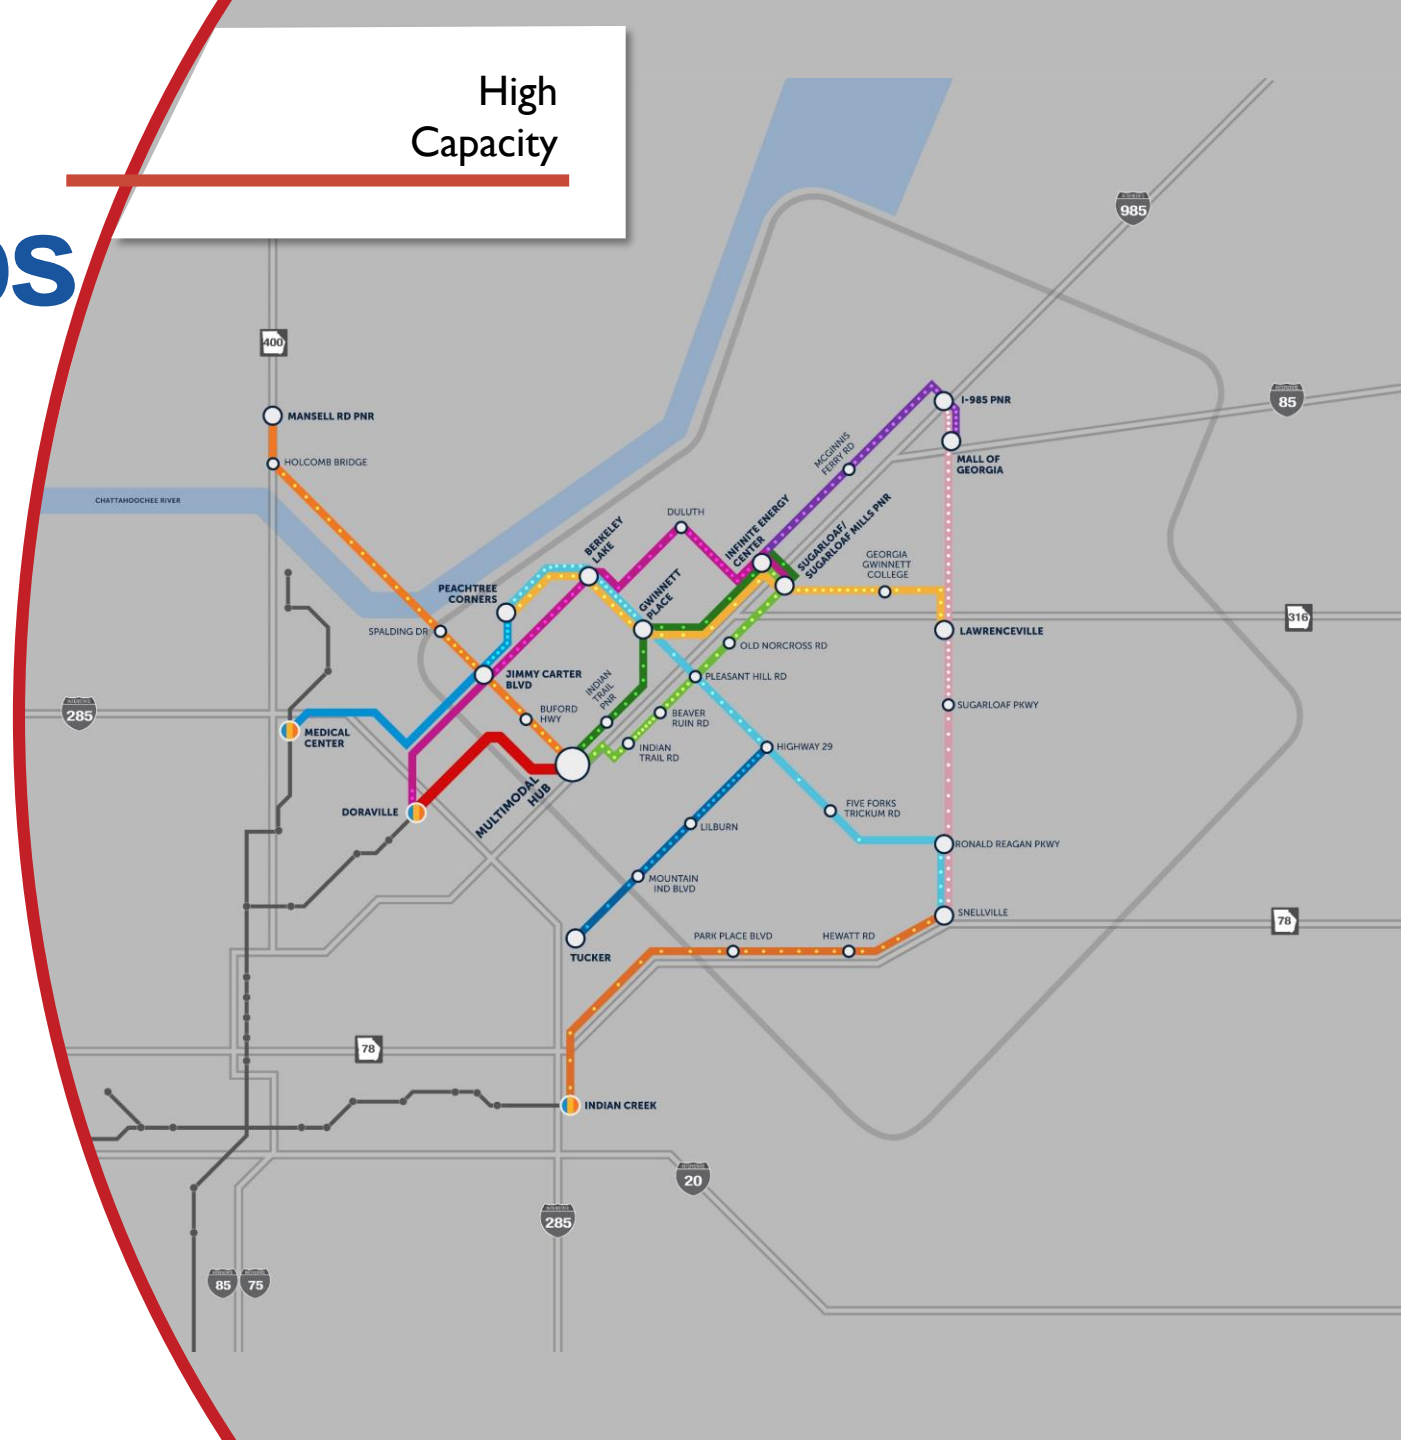 High
Capacity
os
985
400
85
MANSELL RD PNR
I-985 PNR
HOLCOMB BRIDGE
MCGINNIS
FERRY RD
MALL OF
GEORGIA
CHATTAHOOCHEE RIVER
DULUTH
BERKELEY
LAKE
INFINITE ENERGY
CENTER
SUGARLOAF/
SUGARLOAF MILLS PNR
GEORGIA
GWINNETT
COLLEGE
PEACHTREE
CORNERS
GWINNETT
PLACE
316
SPALDING DR
LAWRENCEVILLE
OLD NORCROSS RD
JIMMY CARTER
BLVD
PLEASANT HILL RD
INDIAN
TRAIL
PNR
285
BUFORD
HWY
BEAVER
RUIN RD
SUGARLOAF PKWY
MEDICAL
CENTER
INDIAN
TRAIL RD
HIGHWAY 29
MULTIMODAL
HUB
DORAVILLE
FIVE FORKS
TRICKUM RD
LILBURN
RONALD REAGAN PKWY
MOUNTAIN
IND BLVD
SNELLVILLE
78
PARK PLACE BLVD
HEWATT RD
TUCKER
78
INDIAN CREEK
20
285
85
75